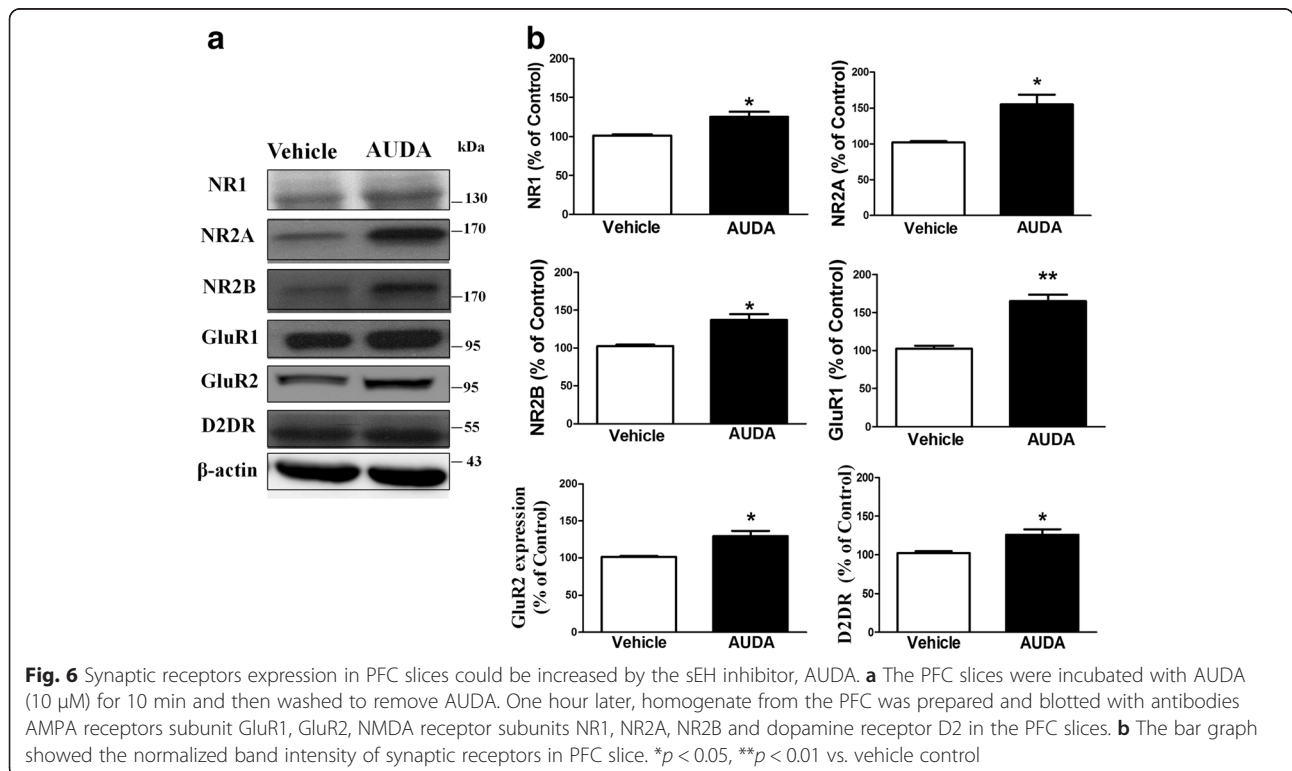 a
Vehicle AUDA kDa
NR1
130
NR2A
170
NR2B
170
GluR1
95
GluR2
95
D2DR
55
β-actin
43
b
NR1 (% of Control)
200
150
100
50
0
*
Vehicle AUDA
NR2A (% of Control)
200
150
100
50
0
*
Vehicle AUDA
NR2B (% of Control)
200
150
100
50
0
*
Vehicle AUDA
GluR1 (% of Control)
200
150
100
50
0
**
Vehicle AUDA
GluR2 expression
(% of Control)
200
150
100
50
0
*
Vehicle AUDA
D2DR (% of Control)
200
150
100
50
0
*
Vehicle AUDA
Fig. 6 Synaptic receptors expression in PFC slices could be increased by the sEH inhibitor, AUDA. a The PFC slices were incubated with AUDA
(10 μM) for 10 min and then washed to remove AUDA. One hour later, homogenate from the PFC was prepared and blotted with antibodies
AMPA receptors subunit GluR1, GluR2, NMDA receptor subunits NR1, NR2A, NR2B and dopamine receptor D2 in the PFC slices. b The bar graph
showed the normalized band intensity of synaptic receptors in PFC slice. *p < 0.05, **p < 0.01 vs. vehicle control